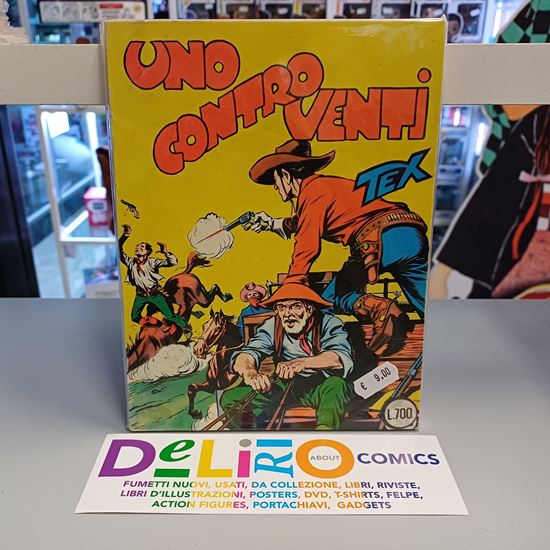 UNO
CONTRO
VENTI
TEX
€ 9,00
L.700
DeLiRiO ABOUT COMICS
FUMETTI NUOVI, USATI, DA COLLEZIONE, LIBRI, RIVISTE,
LIBRI D'ILLUSTRAZIONI, POSTERS, DVD, T-SHIRTS, FELPE,
ACTION FIGURES, PORTACHIAVI, GADGETS